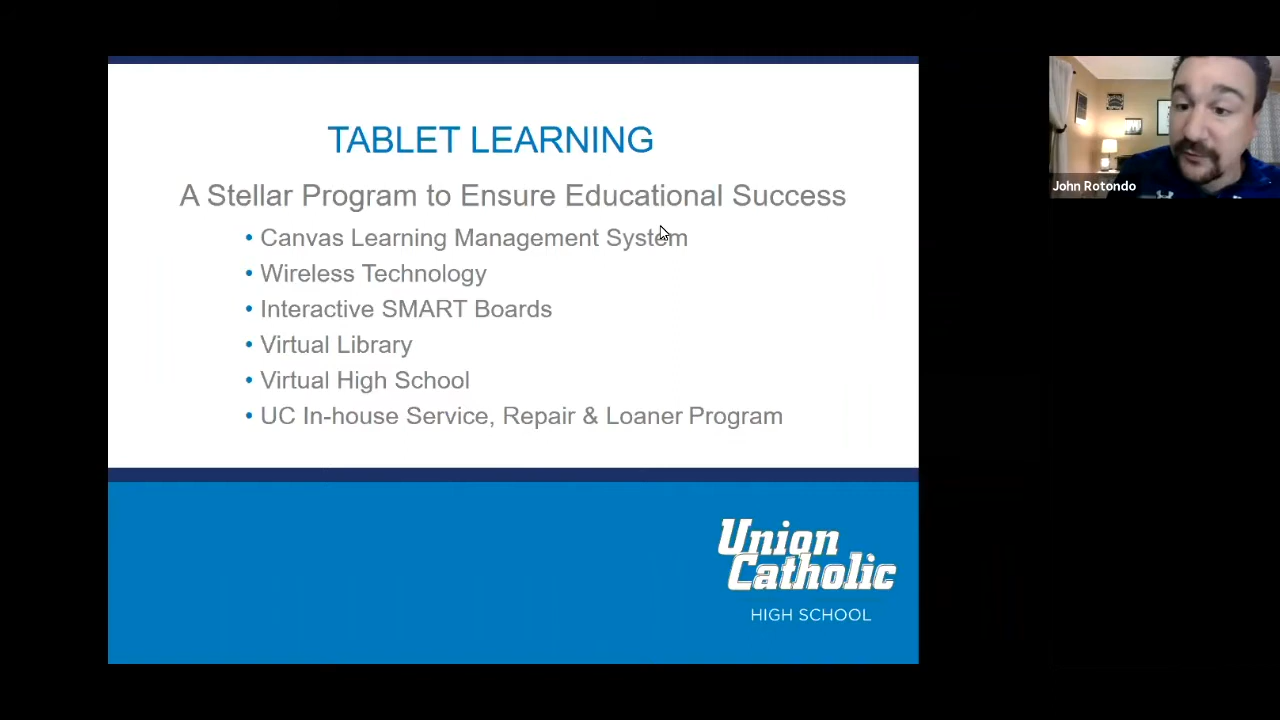 TABLET LEARNING
A Stellar Program to Ensure Educational Success
• Canvas Learning Management System
• Wireless Technology
• Interactive SMART Boards
• Virtual Library
• Virtual High School
• UC In-house Service, Repair & Loaner Program
Union
Catholic
HIGH SCHOOL
John Rotondo